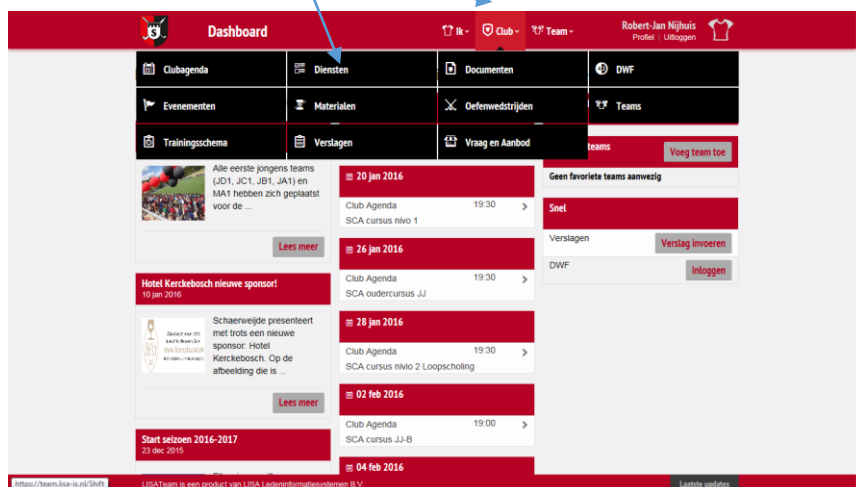 Dashboard
Ik
Club
Team
Robert-Jan Nijhuis
Profiel | Uitloggen
Clubagenda
Diensten
Documenten
DWF
Evenementen
Materialen
Oefenwedstrijden
Teams
Trainingsschema
Verslagen
Vraag en Aanbod
Alle eerste jongens teams
(JD1, JC1, JB1, JA1) en
MA1 hebben zich geplaatst
voor de ...
Lees meer
Hotel Kerckebosch nieuwe sponsor!
10 jan 2016
Schaerweijde presenteert
met trots een nieuwe
sponsor: Hotel
Kerckebosch. Op de
afbeelding die is ...
Lees meer
Start seizoen 2016-2017
23 dec 2015
20 jan 2016
Club Agenda 19:30
SCA cursus nivo 1
26 jan 2016
Club Agenda 19:30
SCA oudercursus JJ
28 jan 2016
Club Agenda 19:30
SCA cursus nivio 2 Loopscholing
02 feb 2016
Club Agenda 19:00
SCA cursus JJ-B
04 feb 2016
teams
Voeg team toe
Geen favoriete teams aanwezig
Snel
Verslagen
Verslag invoeren
DWF
Inloggen
https://team.lisa-is.nl/Shift
LISATeam is een product van LISA Ledeninformatiesystemen B.V.
Laatste updates